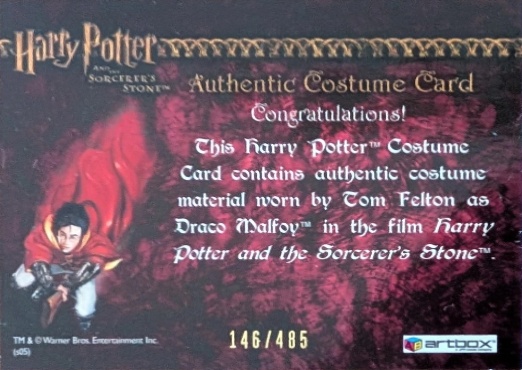 Harry Potter
AND THE
SORCERER'S
STONE™
Authentic Costume Card
Congratulations!
This Harry Potter™ Costume
Card contains authentic costume
material worn by Tom Felton as
Draco Malfoy™ in the film Harry
Potter and the Sorcerer's Stone™.
146/485
TM & © Warner Bros. Entertainment Inc.
(s05)
artbox™